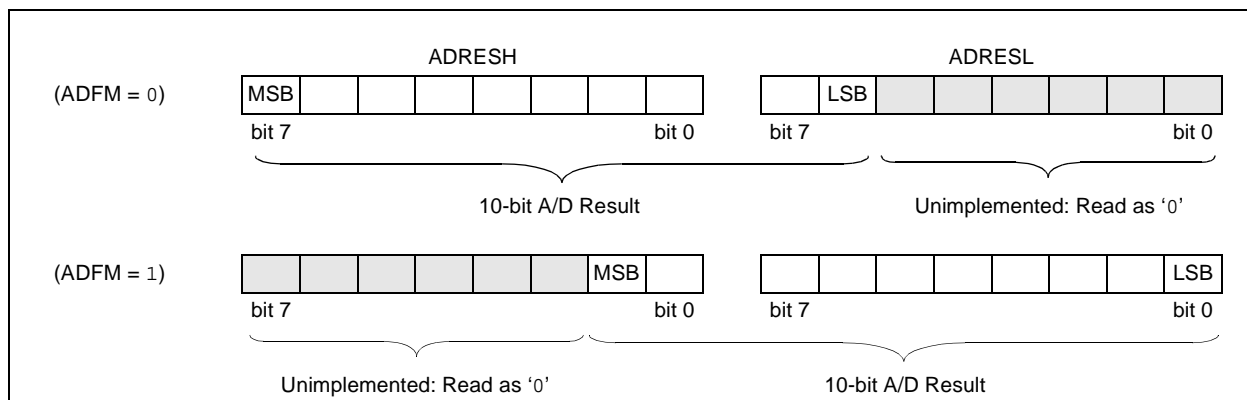 ADRESH ADRESL
(ADFM = 0) MSB LSB
bit 7 bit 0 bit 7 bit 0
10-bit A/D Result Unimplemented: Read as ‘0’
(ADFM = 1) MSB LSB
bit 7 bit 0 bit 7 bit 0
Unimplemented: Read as ‘0’ 10-bit A/D Result